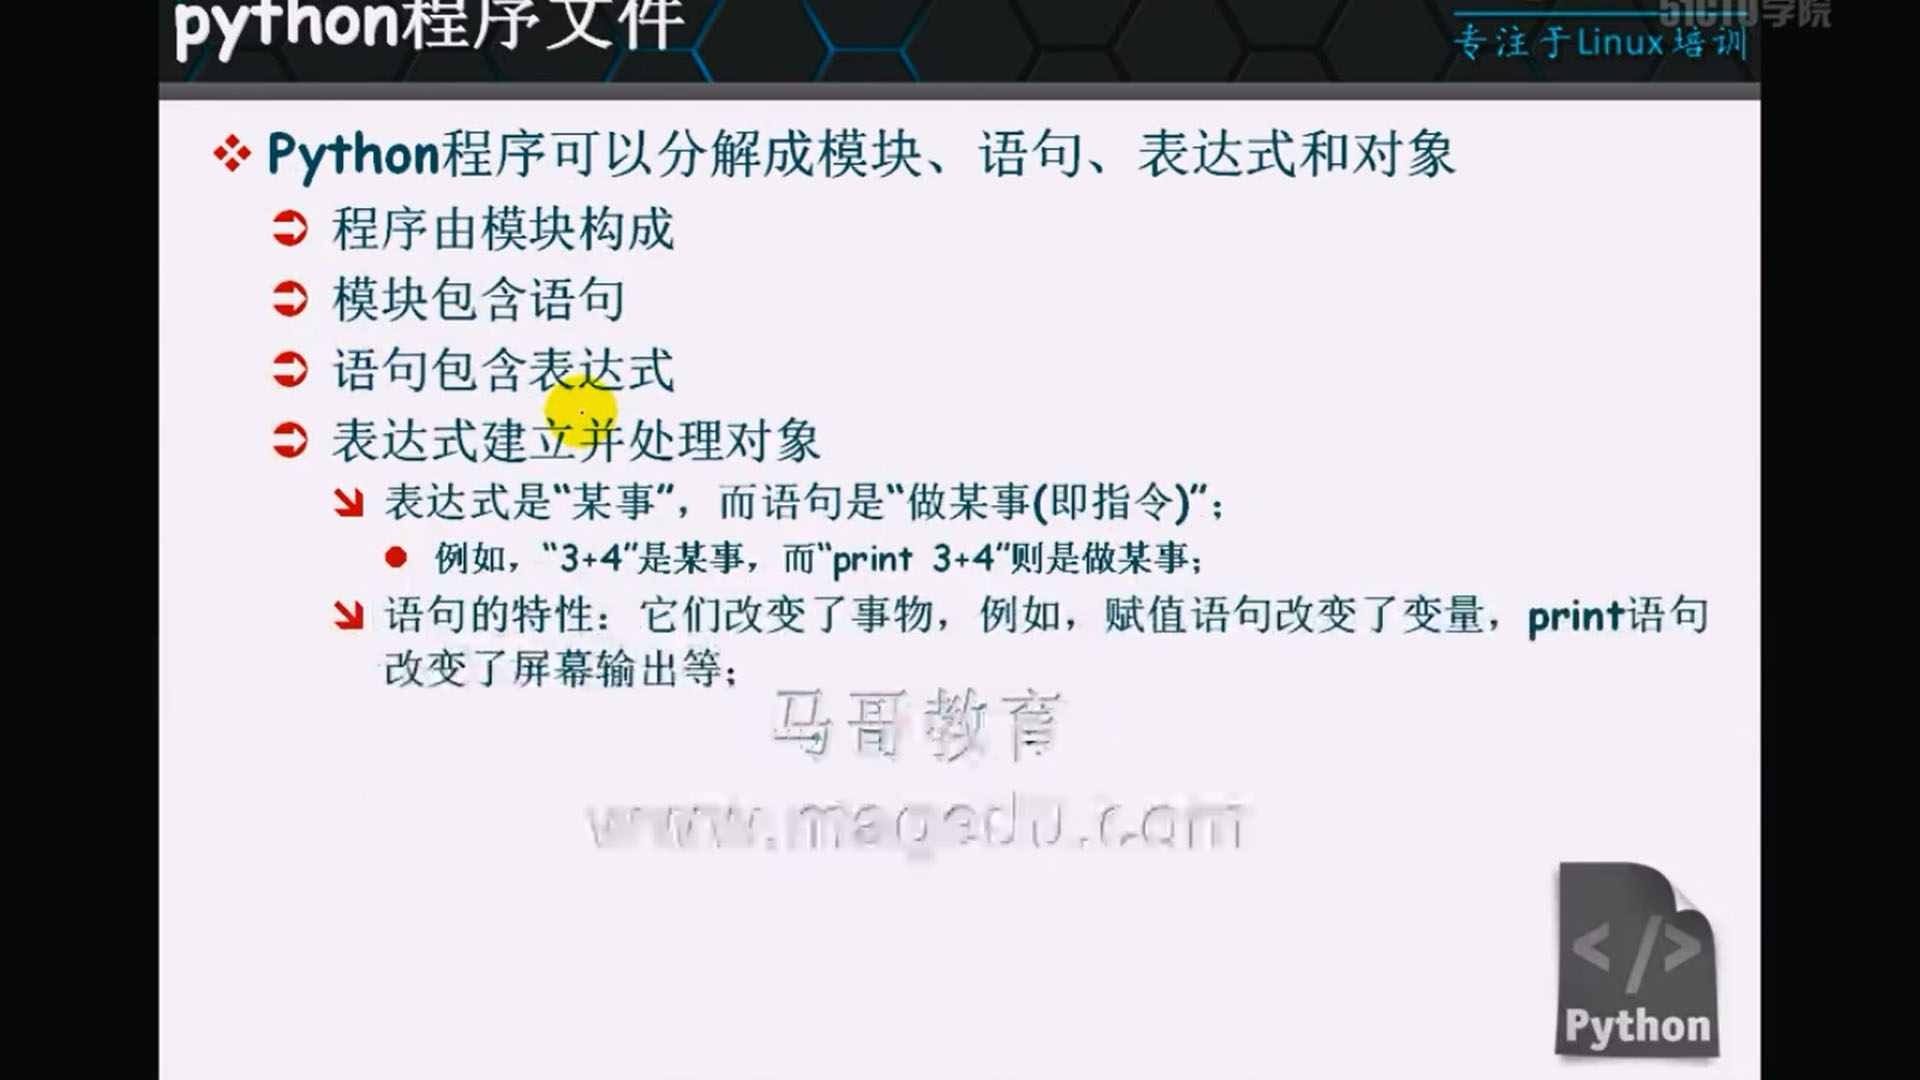 python程序文件
51CTO学院
专注于Linux培训
Python程序可以分解成模块、语句、表达式和对象
程序由模块构成
模块包含语句
语句包含表达式
表达式建立并处理对象
表达式是“某事”，而语句是“做某事(即指令)”；
例如，“3+4”是某事，而“print 3+4”则是做某事；
语句的特性：它们改变了事物，例如，赋值语句改变了变量，print语句
改变了屏幕输出等；
马哥教育
www.magedu.com
</>
Python